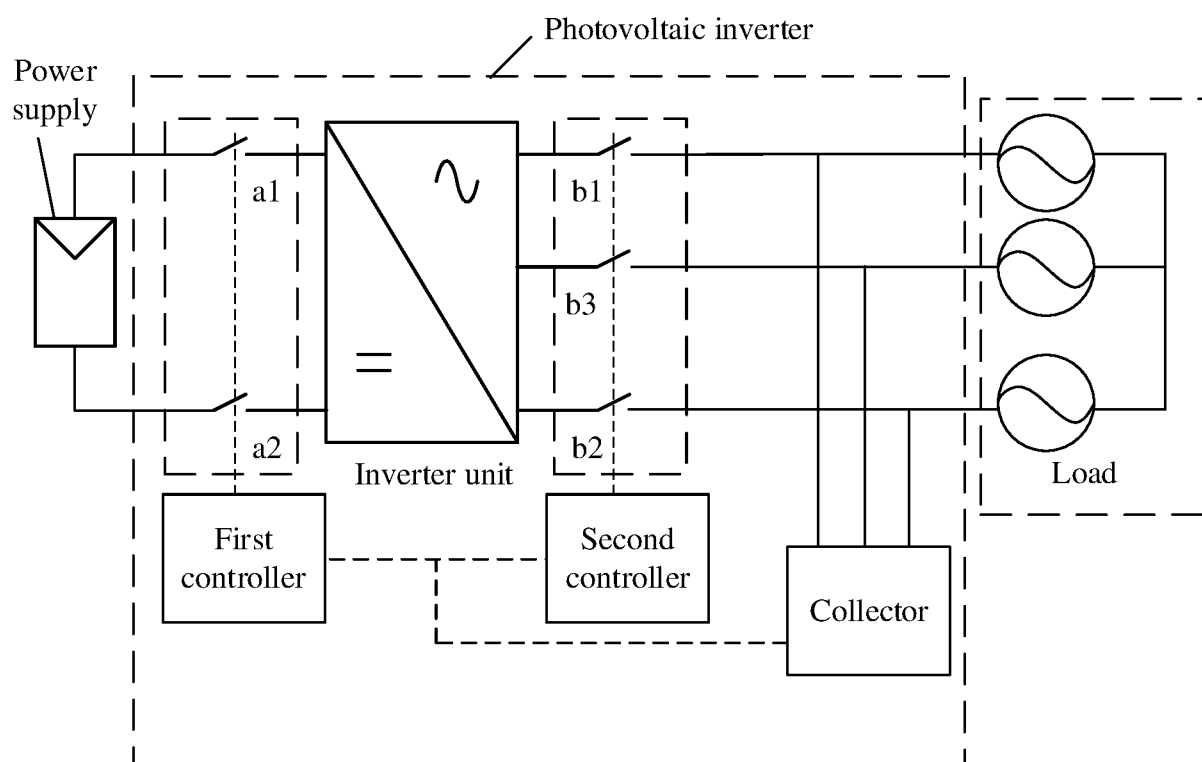 Photovoltaic inverter
Power
supply
a1
b1
b3
a2
b2
Inverter unit
Load
First
controller
Second
controller
Collector